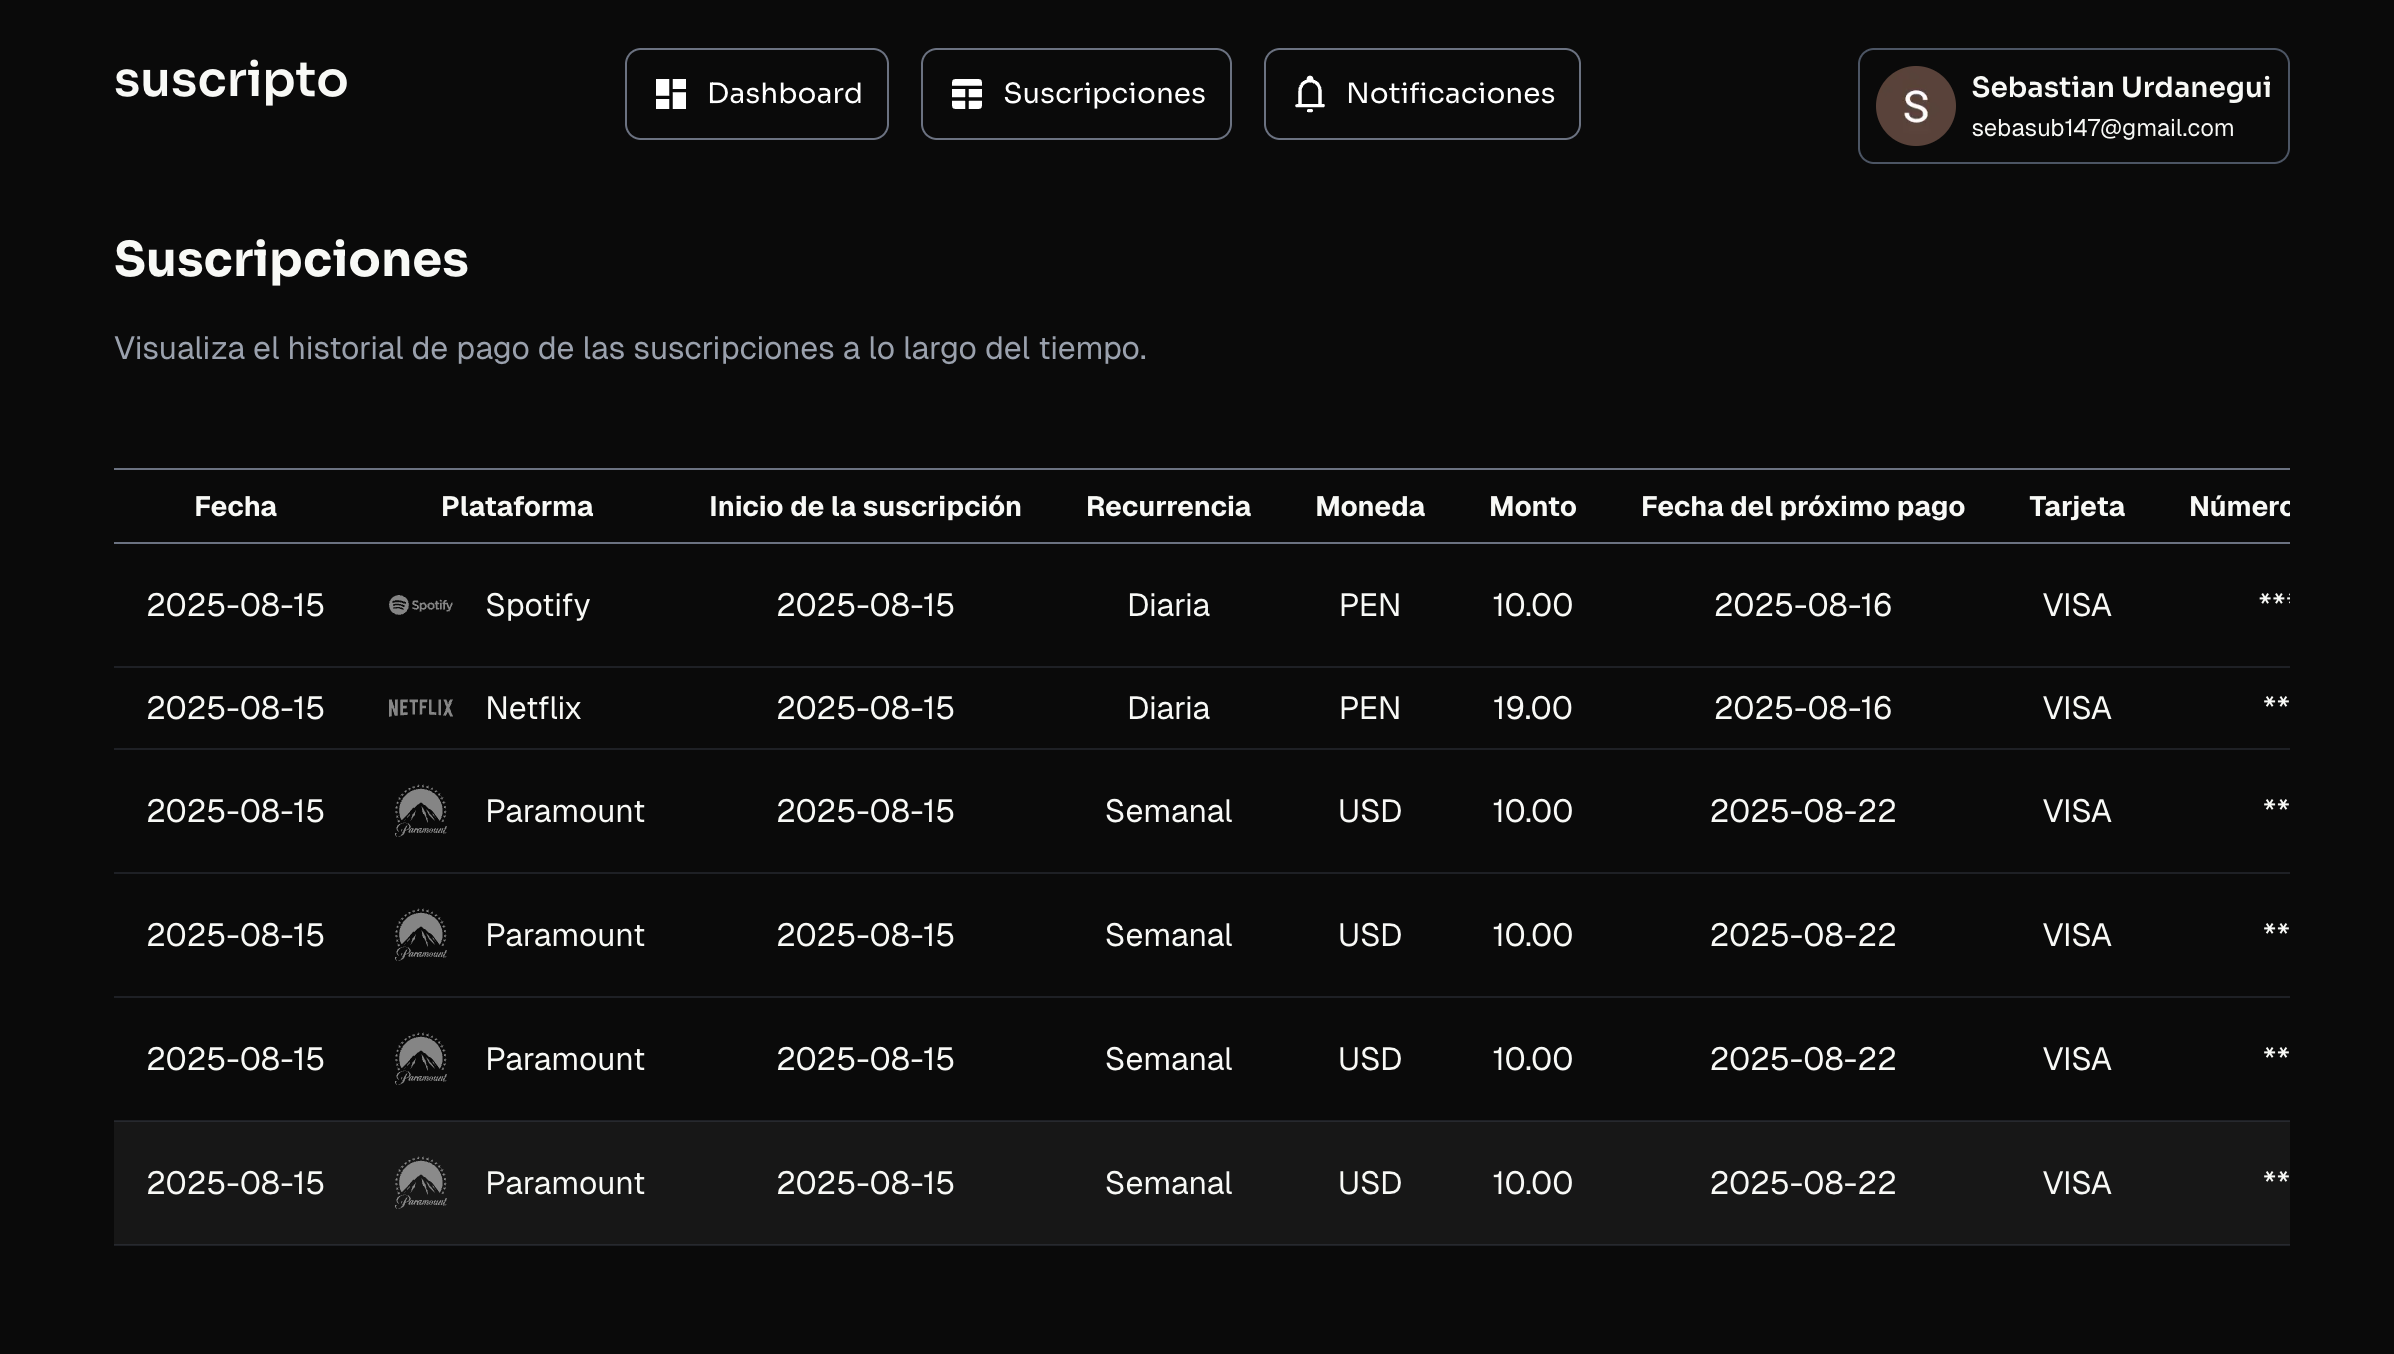 suscripto
Dashboard
Suscripciones
Notificaciones
S
Sebastian Urdanegui
sebasub147@gmail.com
Suscripciones
Visualiza el historial de pago de las suscripciones a lo largo del tiempo.
Fecha Plataforma Inicio de la suscripción Recurrencia Moneda Monto Fecha del próximo pago Tarjeta Número
2025-08-15 Spotify Spotify 2025-08-15 Diaria PEN 10.00 2025-08-16 VISA ***
2025-08-15 NETFLIX Netflix 2025-08-15 Diaria PEN 19.00 2025-08-16 VISA **
2025-08-15 Paramount Paramount 2025-08-15 Semanal USD 10.00 2025-08-22 VISA **
2025-08-15 Paramount Paramount 2025-08-15 Semanal USD 10.00 2025-08-22 VISA **
2025-08-15 Paramount Paramount 2025-08-15 Semanal USD 10.00 2025-08-22 VISA **
2025-08-15 Paramount Paramount 2025-08-15 Semanal USD 10.00 2025-08-22 VISA **